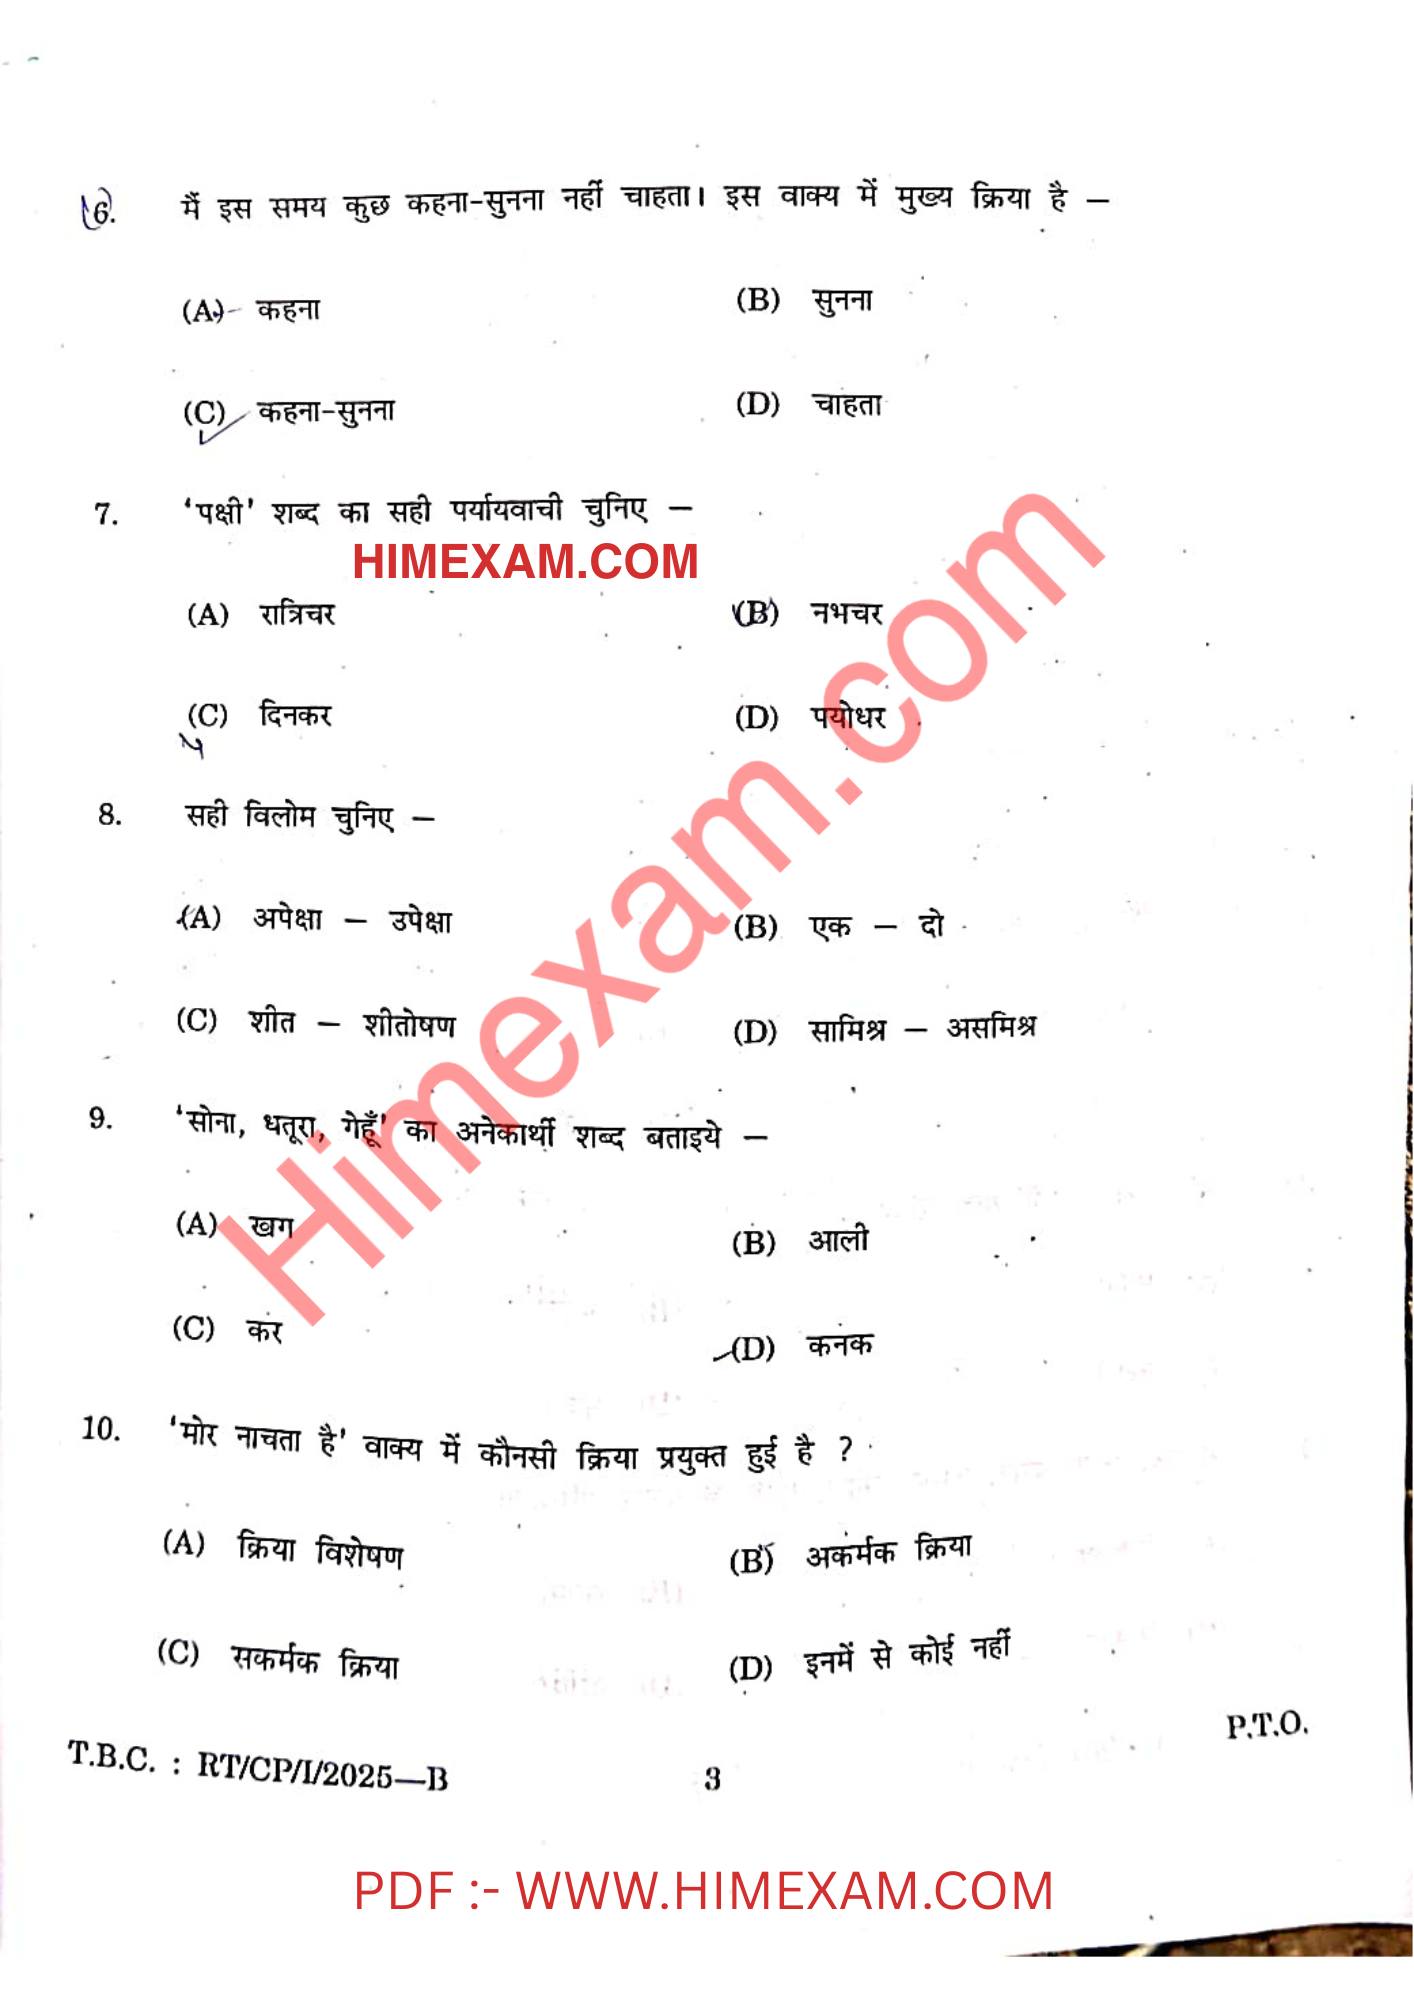 6. मैं इस समय कुछ कहना-सुनना नहीं चाहता। इस वाक्य में मुख्य क्रिया है –
(A) कहना (B) सुनना
(C) कहना-सुनना (D) चाहता
7. 'पक्षी' शब्द का सही पर्यायवाची चुनिए –
HIMEXAM.COM
(A) रात्रिचर (B) नभचर
(C) दिनकर (D) पयोधर
8. सही विलोम चुनिए –
(A) अपेक्षा – उपेक्षा (B) एक – दो
(C) शीत – शीतोषण (D) सामिश्र – असमिश्र
9. 'सोना, धतूरा, गेहूँ' का अनेकार्थी शब्द बताइये –
(A) खग (B) आली
(C) कर (D) कनक
10. 'मोर नाचता है' वाक्य में कौनसी क्रिया प्रयुक्त हुई है ?
(A) क्रिया विशेषण (B) अकर्मक क्रिया
(C) सकर्मक क्रिया (D) इनमें से कोई नहीं
P.T.O.
T.B.C. : RT/CP/I/2025—B 3
Himexam.com
PDF :- WWW.HIMEXAM.COM